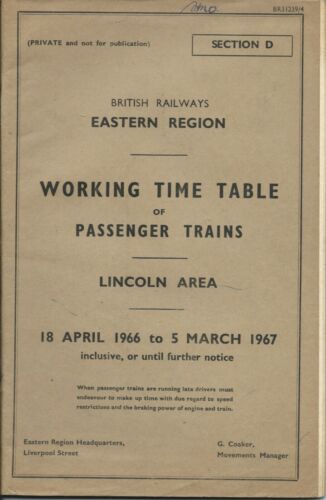 BR31239/4
(PRIVATE and not for publication)
SECTION D
BRITISH RAILWAYS
EASTERN REGION
WORKING TIME TABLE
OF
PASSENGER TRAINS
LINCOLN AREA
18 APRIL 1966 to 5 MARCH 1967
inclusive, or until further notice
When passenger trains are running late drivers must
endeavour to make up time with due regard to speed
restrictions and the braking power of engine and train.
Eastern Region Headquarters,
Liverpool Street
G. Coaker,
Movements Manager